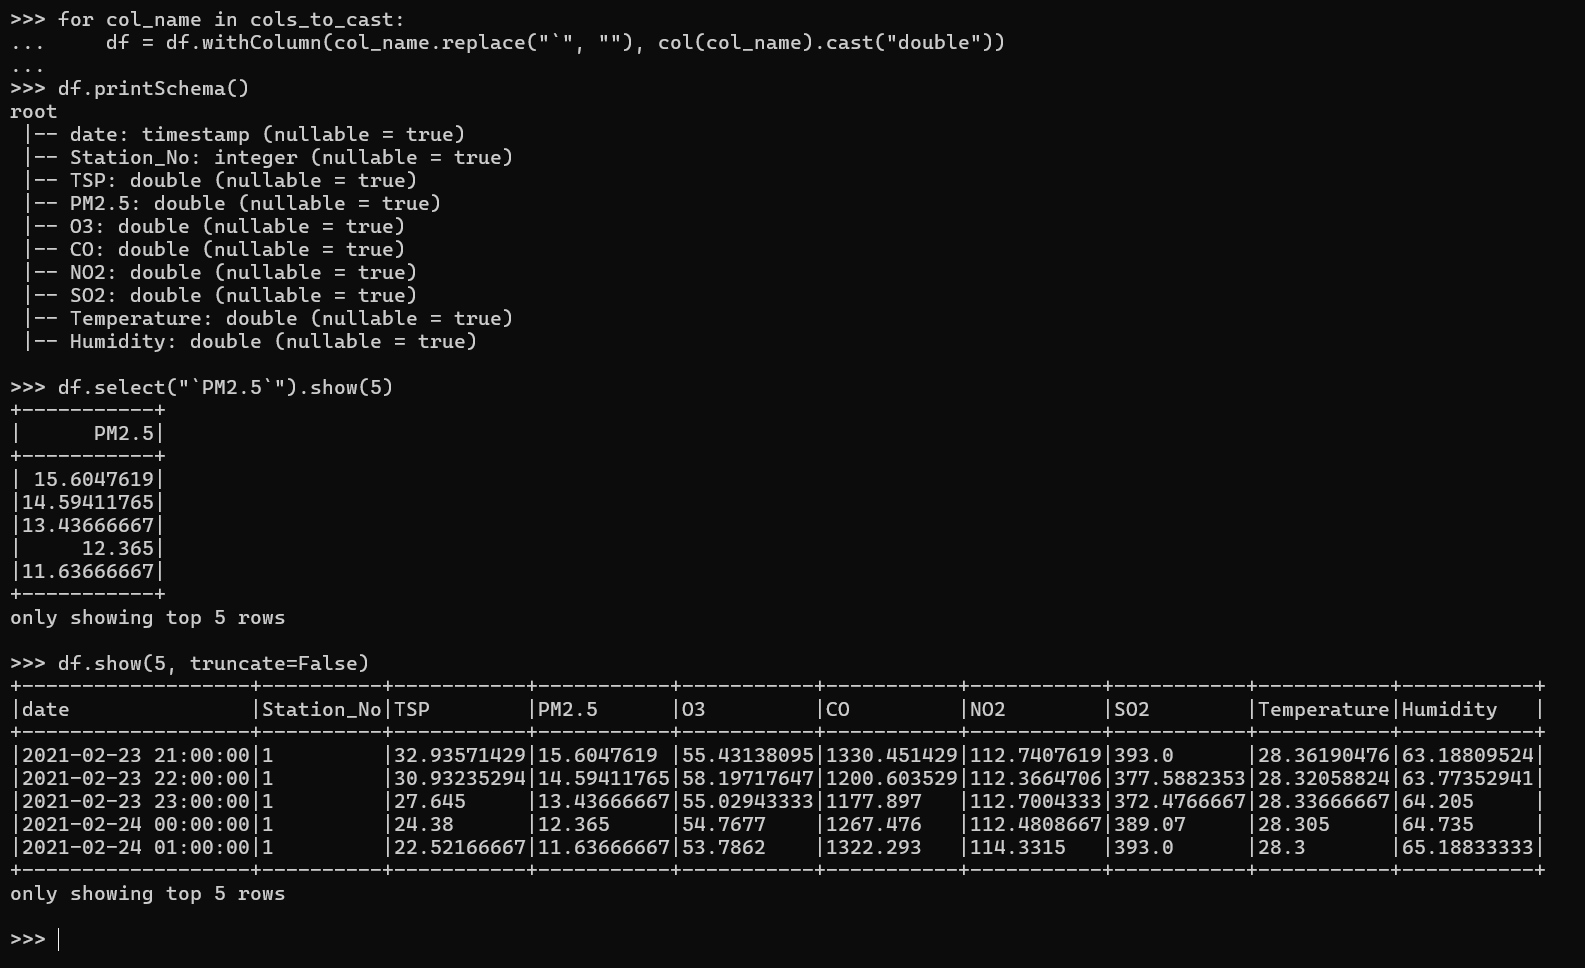 >>> for col_name in cols_to_cast:
...     df = df.withColumn(col_name.replace("`", ""), col(col_name).cast("double"))
...
>>> df.printSchema()
root
 |-- date: timestamp (nullable = true)
 |-- Station_No: integer (nullable = true)
 |-- TSP: double (nullable = true)
 |-- PM2.5: double (nullable = true)
 |-- O3: double (nullable = true)
 |-- CO: double (nullable = true)
 |-- NO2: double (nullable = true)
 |-- SO2: double (nullable = true)
 |-- Temperature: double (nullable = true)
 |-- Humidity: double (nullable = true)

>>> df.select("`PM2.5`").show(5)
+-----------+
|      PM2.5|
+-----------+
| 15.6047619|
|14.59411765|
|13.43666667|
|     12.365|
|11.63666667|
+-----------+
only showing top 5 rows

>>> df.show(5, truncate=False)
+-------------------+----------+-----------+-----------+-----------+-----------+-----------+-----------+-----------+-----------+
|date               |Station_No|TSP        |PM2.5      |O3         |CO         |NO2        |SO2        |Temperature|Humidity   |
+-------------------+----------+-----------+-----------+-----------+-----------+-----------+-----------+-----------+-----------+
|2021-02-23 21:00:00|1         |32.93571429|15.6047619 |55.43138095|1330.451429|112.7407619|393.0      |28.36190476|63.18809524|
|2021-02-23 22:00:00|1         |30.93235294|14.59411765|58.19717647|1200.603529|112.3664706|377.5882353|28.32058824|63.77352941|
|2021-02-23 23:00:00|1         |27.645     |13.43666667|55.02943333|1177.897   |112.7004333|372.4766667|28.33666667|64.205     |
|2021-02-24 00:00:00|1         |24.38      |12.365     |54.7677    |1267.476   |112.4808667|389.07     |28.305     |64.735     |
|2021-02-24 01:00:00|1         |22.52166667|11.63666667|53.7862    |1322.293   |114.3315   |393.0      |28.3       |65.18833333|
+-------------------+----------+-----------+-----------+-----------+-----------+-----------+-----------+-----------+-----------+
only showing top 5 rows

>>>